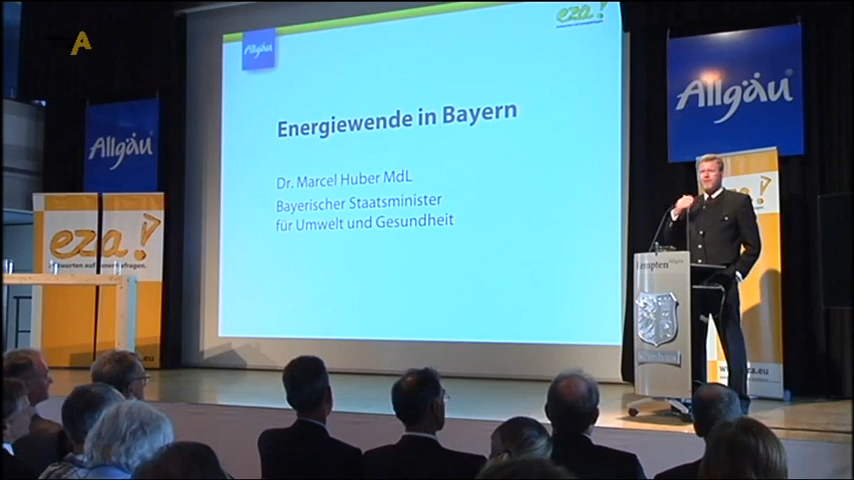 A
Allgäu
eza!
Allgäu
Energiewende in Bayern
Dr. Marcel Huber MdL
Bayerischer Staatsminister
für Umwelt und Gesundheit
Allgäu
eza!
eza!
Kempten Allgäu